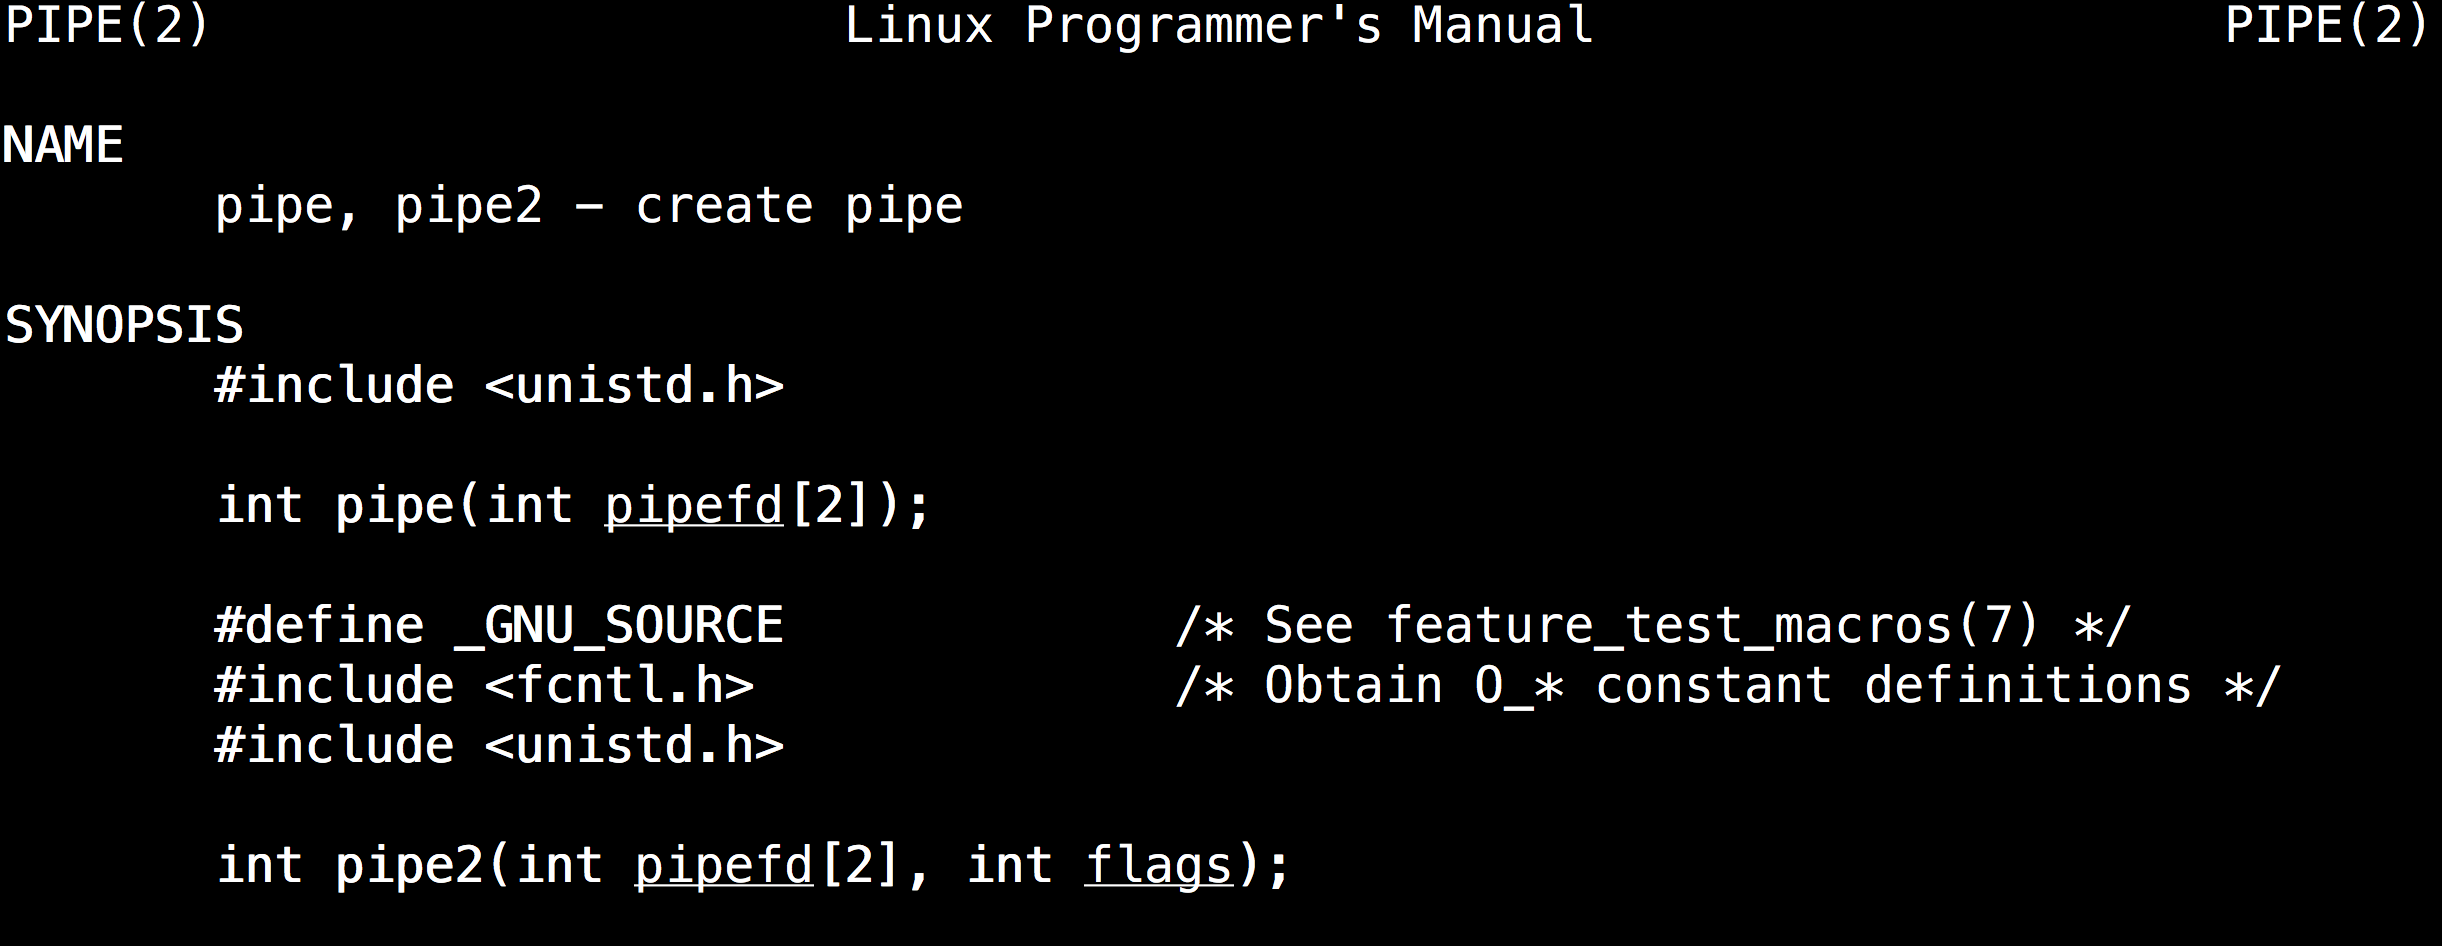 PIPE(2) Linux Programmer's Manual PIPE(2)
NAME
pipe, pipe2 − create pipe
SYNOPSIS
#include <unistd.h>
int pipe(int pipefd[2]);
#define _GNU_SOURCE /* See feature_test_macros(7) */
#include <fcntl.h> /* Obtain O_* constant definitions */
#include <unistd.h>
int pipe2(int pipefd[2], int flags);